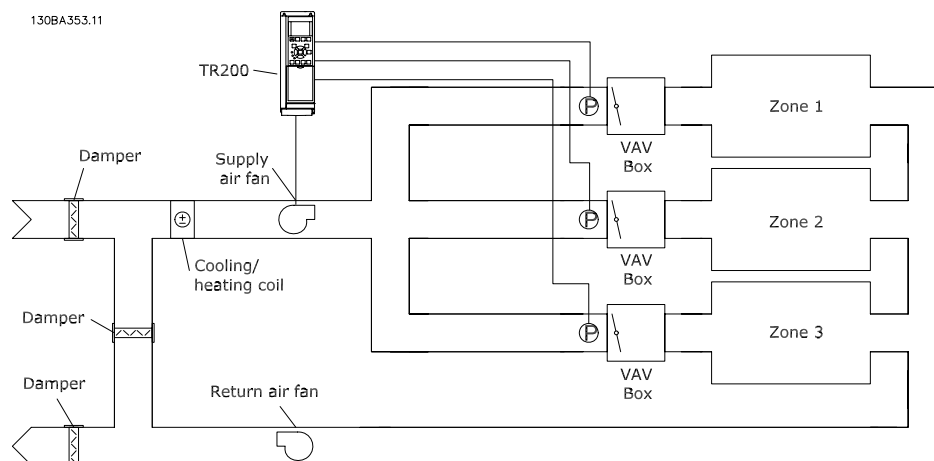 130BA353.11
TR200
P
Zone 1
VAV
Box
Damper
Supply
air fan
P
Zone 2
VAV
Box
Cooling/
heating coil
Damper
P
Zone 3
VAV
Box
Damper
Return air fan